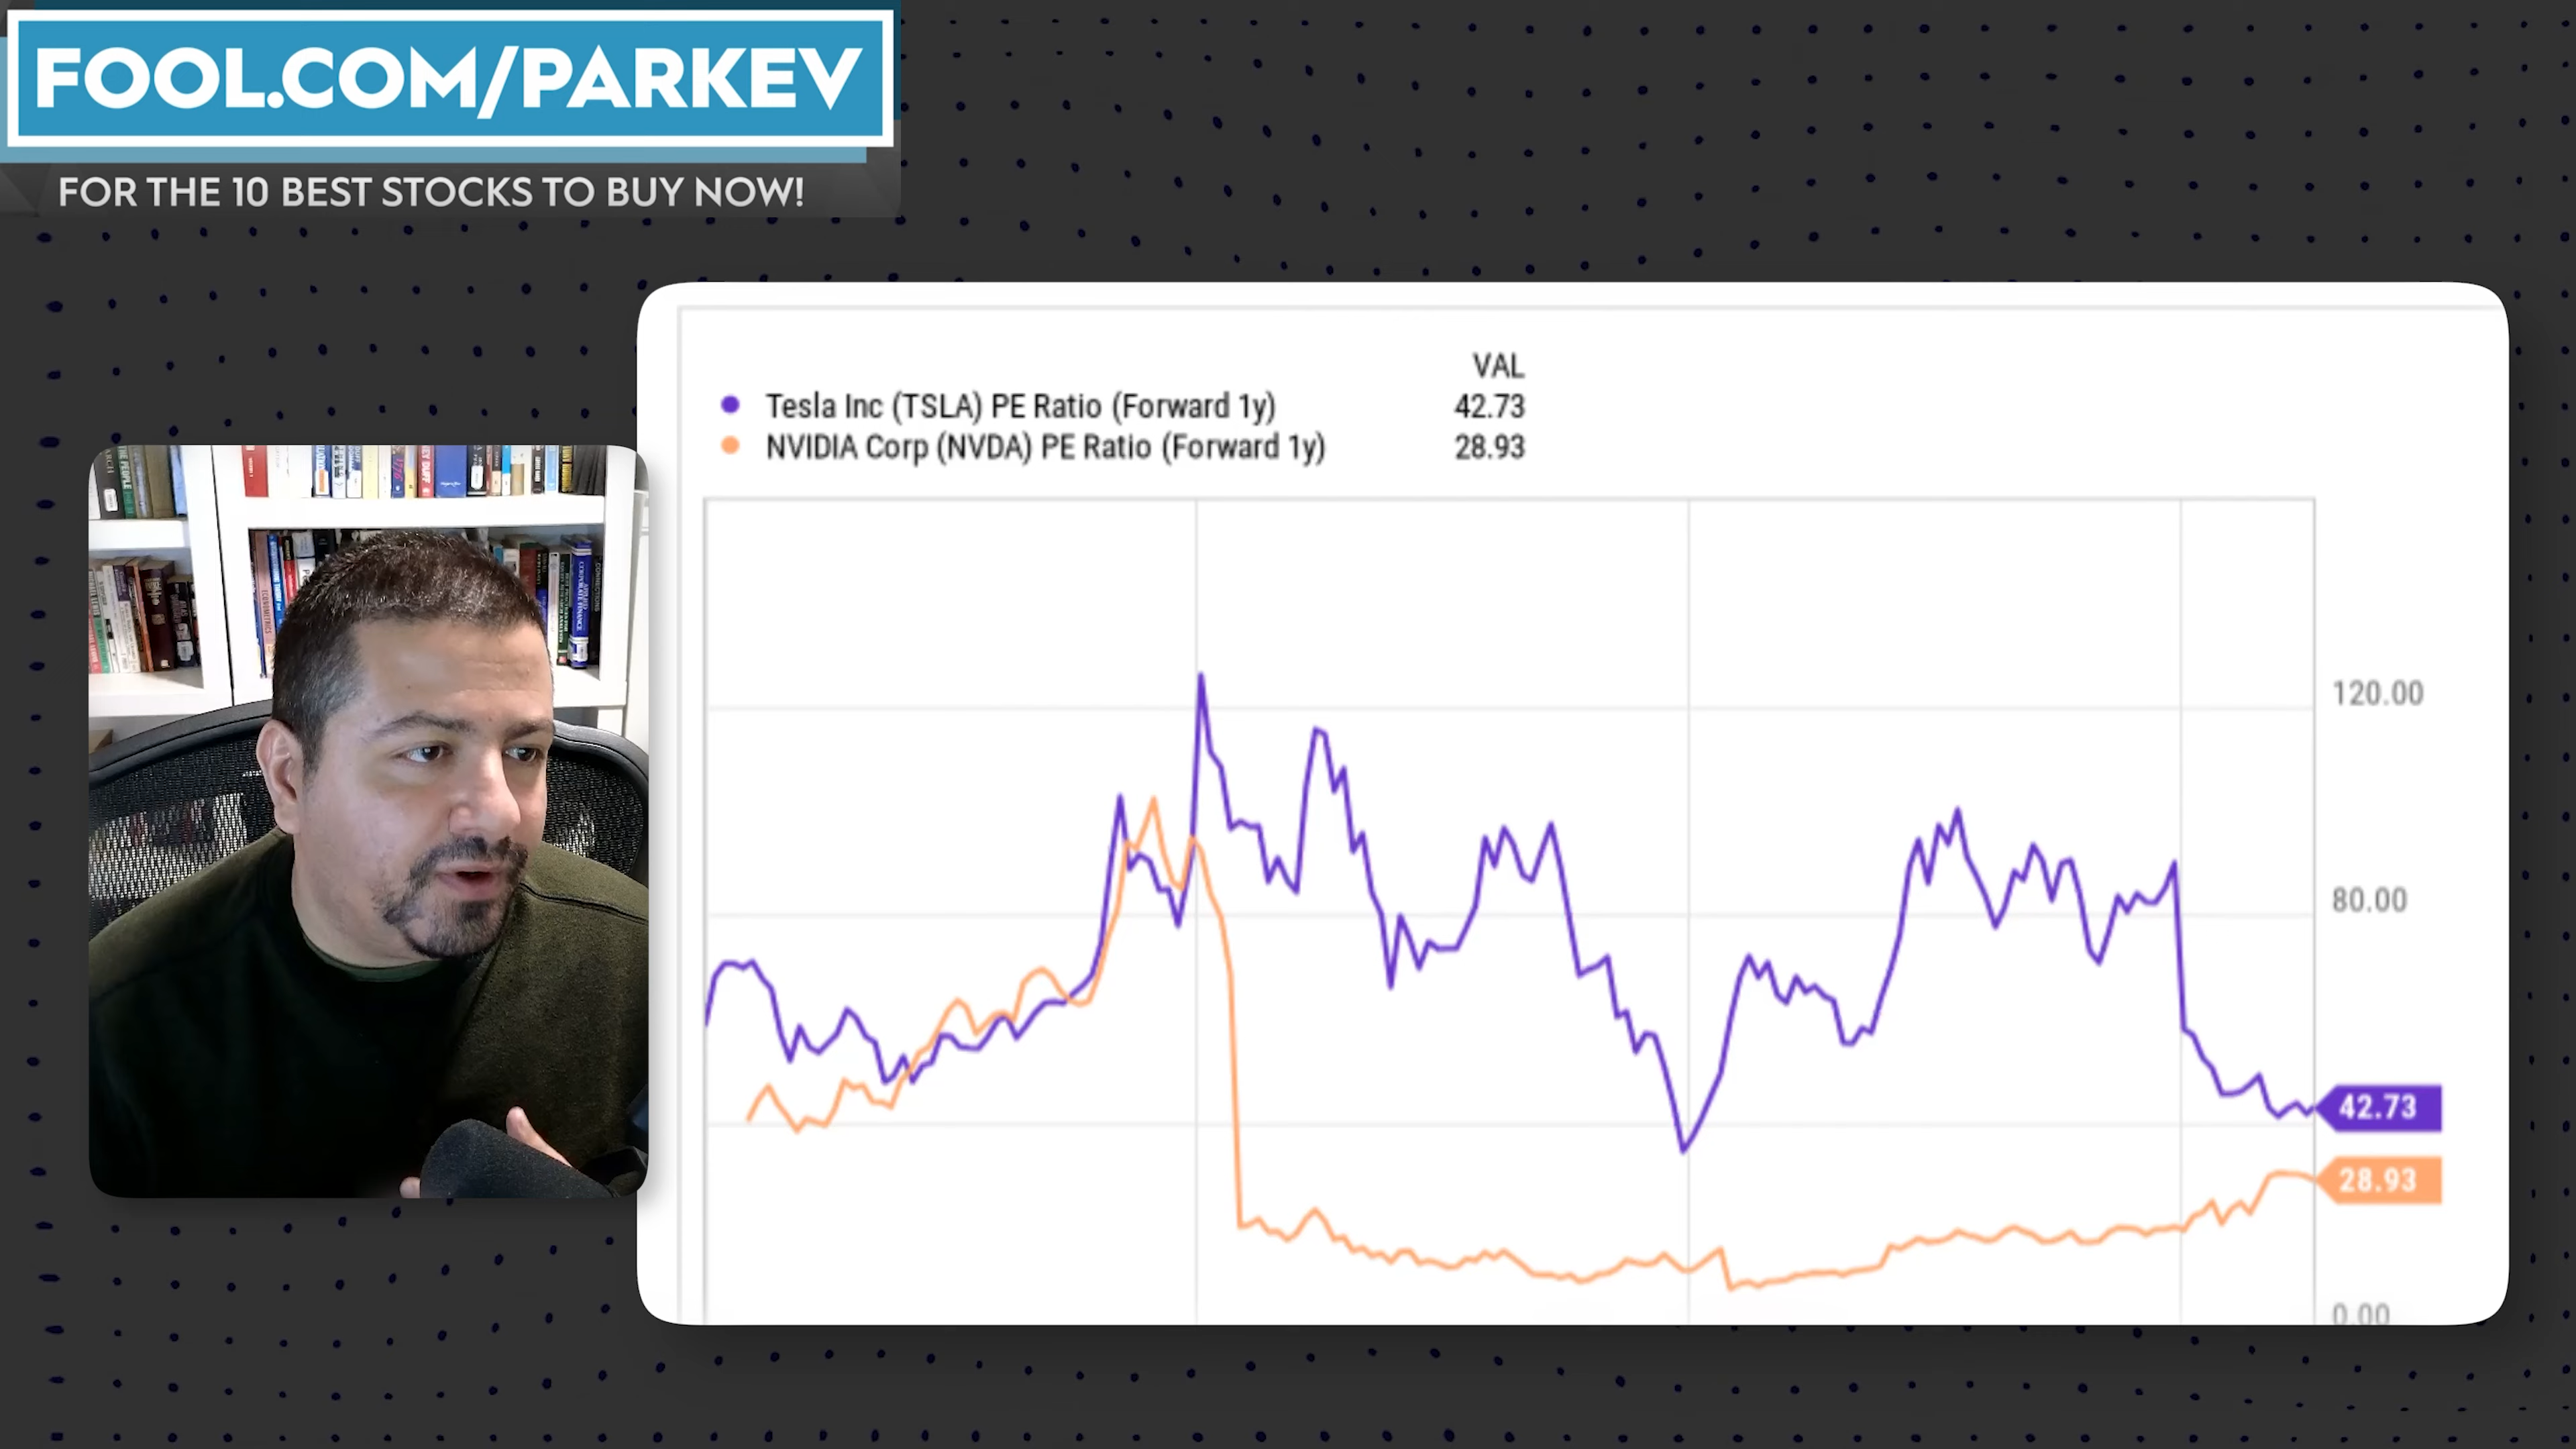 FOOL.COM/PARKEV
FOR THE 10 BEST STOCKS TO BUY NOW!
VAL
Tesla Inc (TSLA) PE Ratio (Forward 1y) 42.73
NVIDIA Corp (NVDA) PE Ratio (Forward 1y) 28.93
120.00
80.00
42.73
28.93
0.00